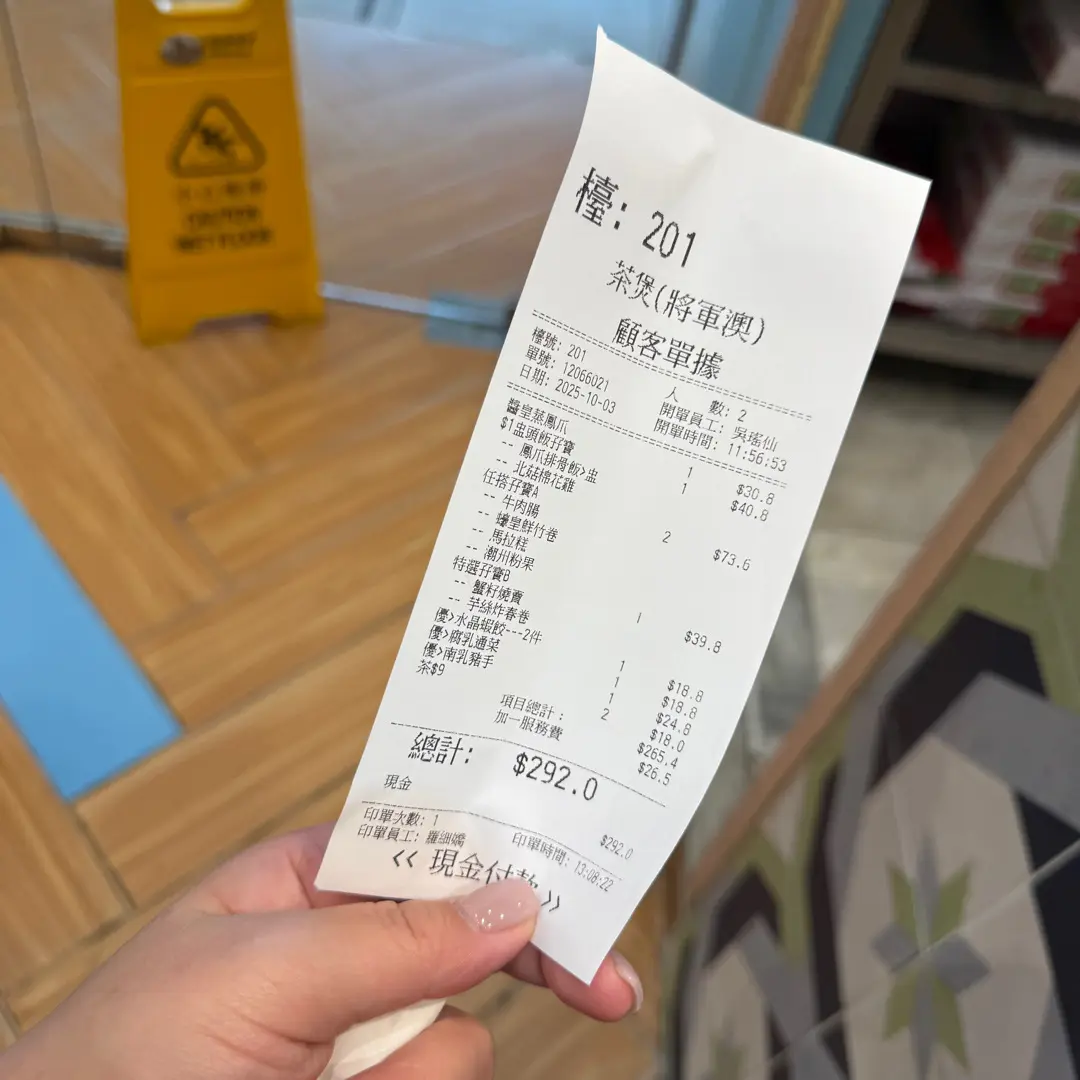 CAUTION
WET FLOOR
檯: 201
茶煲(將軍澳)
顧客單據
檯號: 201 人 數: 2
單號: 12066021 開單員工: 吳瑤仙
日期: 2025-10-03 開單時間: 11:56:53
醬皇蒸鳳爪 1 $30.8
$1盅頭飯孖寶 1 $40.8
-- 鳳爪排骨飯>盅
-- 北菇棉花雞
任搭孖寶A 2 $73.6
-- 牛肉腸
-- 蠔皇鮮竹卷
-- 馬拉糕
-- 潮州粉果
特選孖寶B 1 $39.8
-- 蟹籽燒賣
-- 芋絲炸春卷
優>水晶蝦餃---2件 1 $18.8
優>腐乳通菜 1 $18.8
優>南乳豬手 1 $24.8
茶$9 2 $18.0
項目總計: $265.4
加一服務費 $26.5
總計: $292.0
現金 $292.0
印單次數: 1
印單員工: 羅細嬌 印單時間: 13:08:22
<< 現金付款 >>